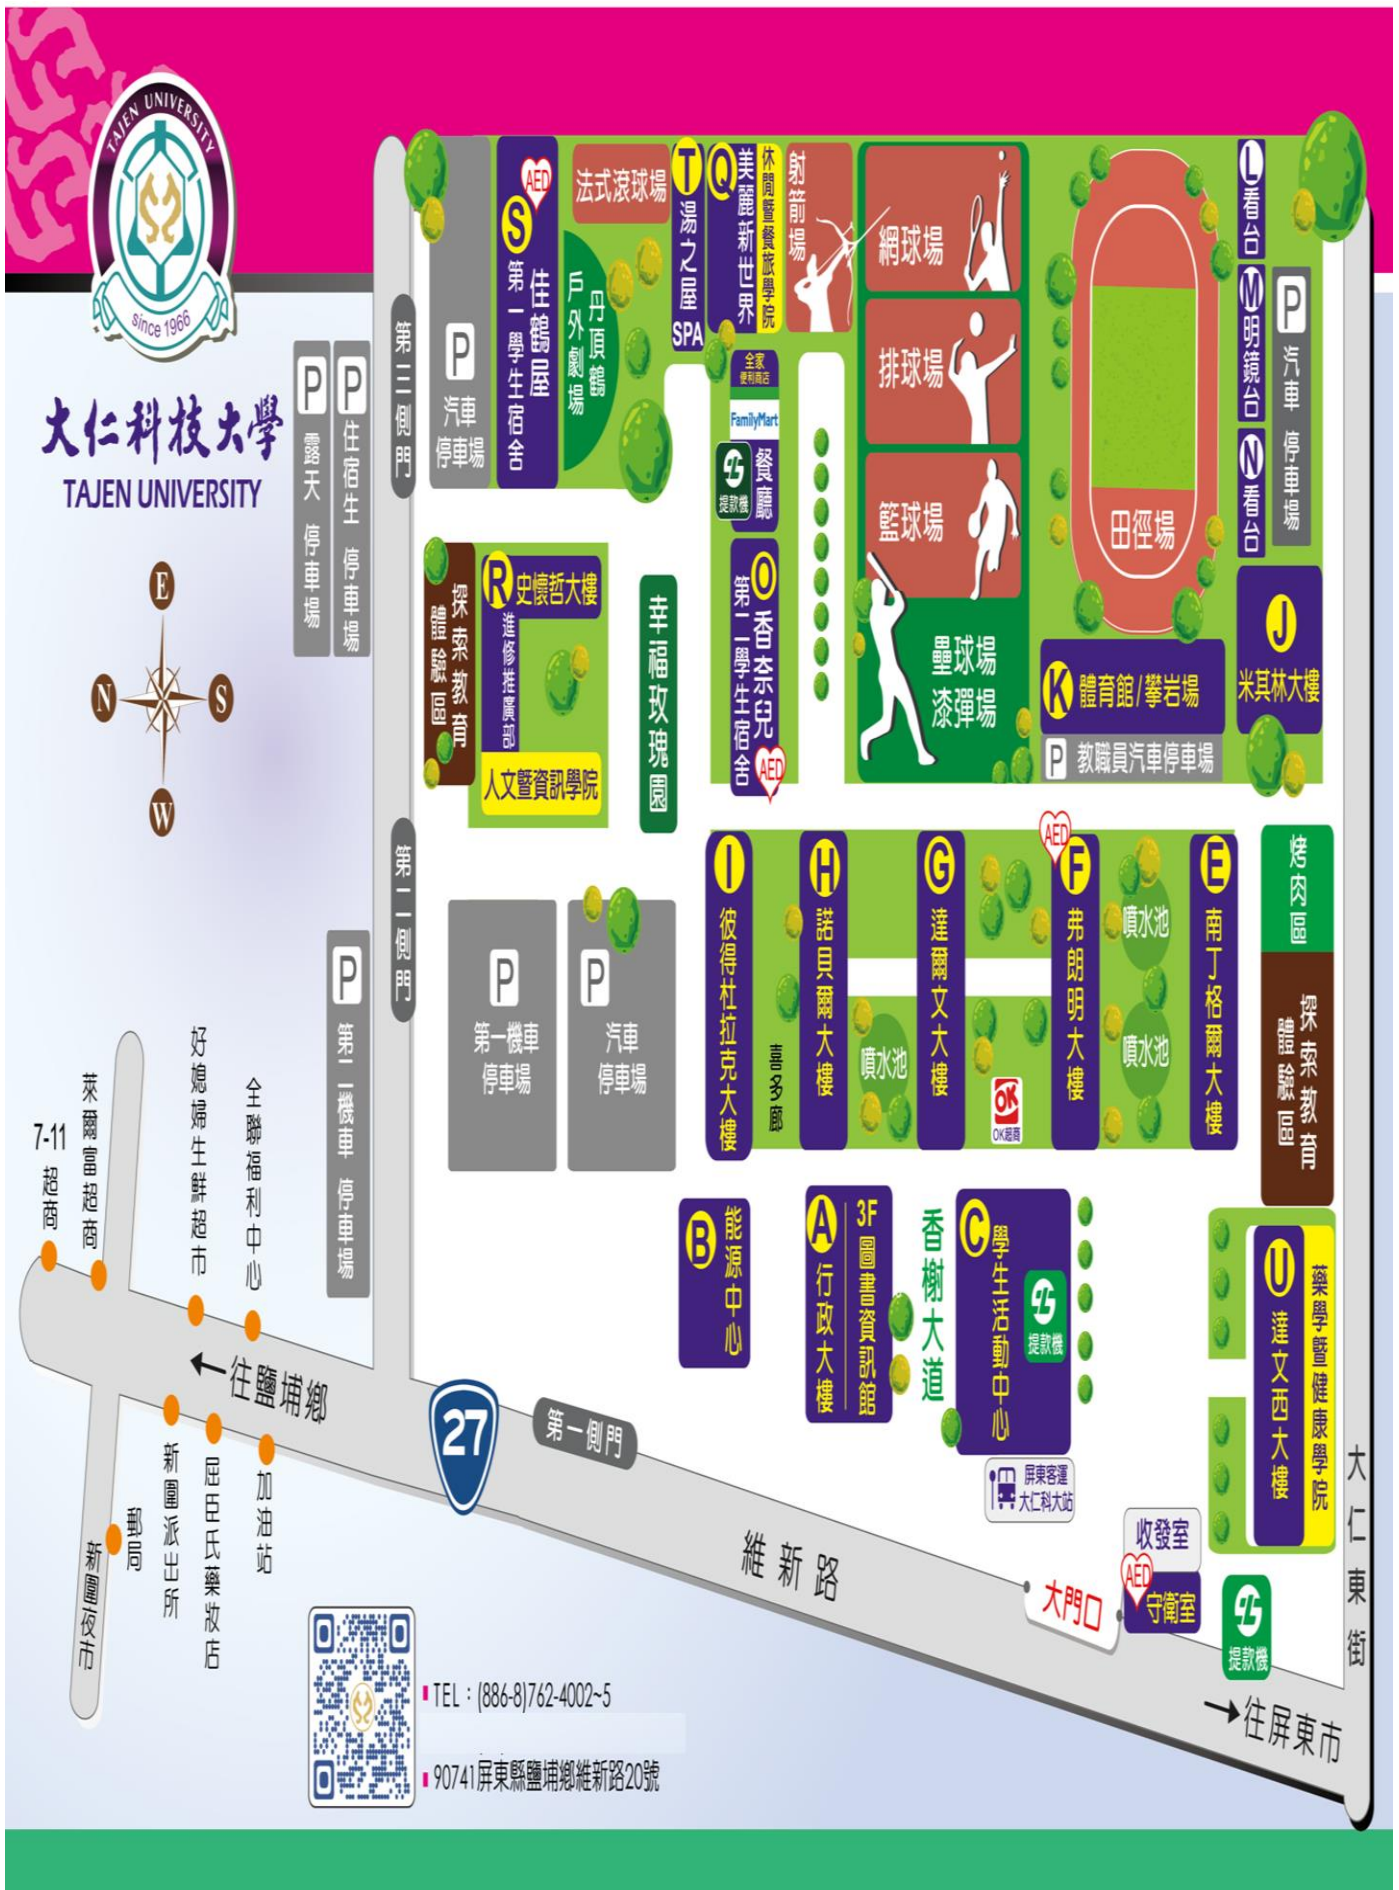 TAJEN UNIVERSITY
since 1966
大仁科技大學
TAJEN UNIVERSITY
E
N
S
W
P
露天 停車場
P
住宿生 停車場
第三側門
P
汽車
停車場
AED
S
第一學生宿舍
佳鶴屋
法式滾球場
丹頂鶴
戶外劇場
T
湯之屋
SPA
Q
美麗新世界
休閒暨餐旅學院
射箭場
網球場
排球場
籃球場
壘球場
漆彈場
田徑場
L
看台
M
明鏡台
N
看台
P
汽車 停車場
全家
便利商店
FamilyMart
提款機
餐廳
探索教育
體驗區
R
史懷哲大樓
進修推廣部
人文暨資訊學院
幸福玫瑰園
O
香奈兒
第二學生宿舍
AED
K
體育館/攀岩場
P
教職員汽車停車場
J
米其林大樓
第二側門
P
第二機車 停車場
P
第一機車
停車場
P
汽車
停車場
I
彼得杜拉克大樓
喜多廊
H
諾貝爾大樓
噴水池
G
達爾文大樓
OK
OK超商
AED
F
弗朗明大樓
噴水池
噴水池
E
南丁格爾大樓
烤肉區
探索教育
體驗區
B
能源中心
A
行政大樓
3F
圖書資訊館
香榭大道
C
學生活動中心
提款機
屏東客運
大仁科大站
U
達文西大樓
藥學暨健康學院
大仁東街
收發室
AED
守衛室
大門口
提款機
→往屏東市
維新路
第一側門
27
←往鹽埔鄉
7-11
超商
萊爾富超商
好媳婦生鮮超市
全聯福利中心
新圍夜市
郵局
新圍派出所
屈臣氏藥妝店
加油站
TEL：(886-8)762-4002~5
90741屏東縣鹽埔鄉維新路20號